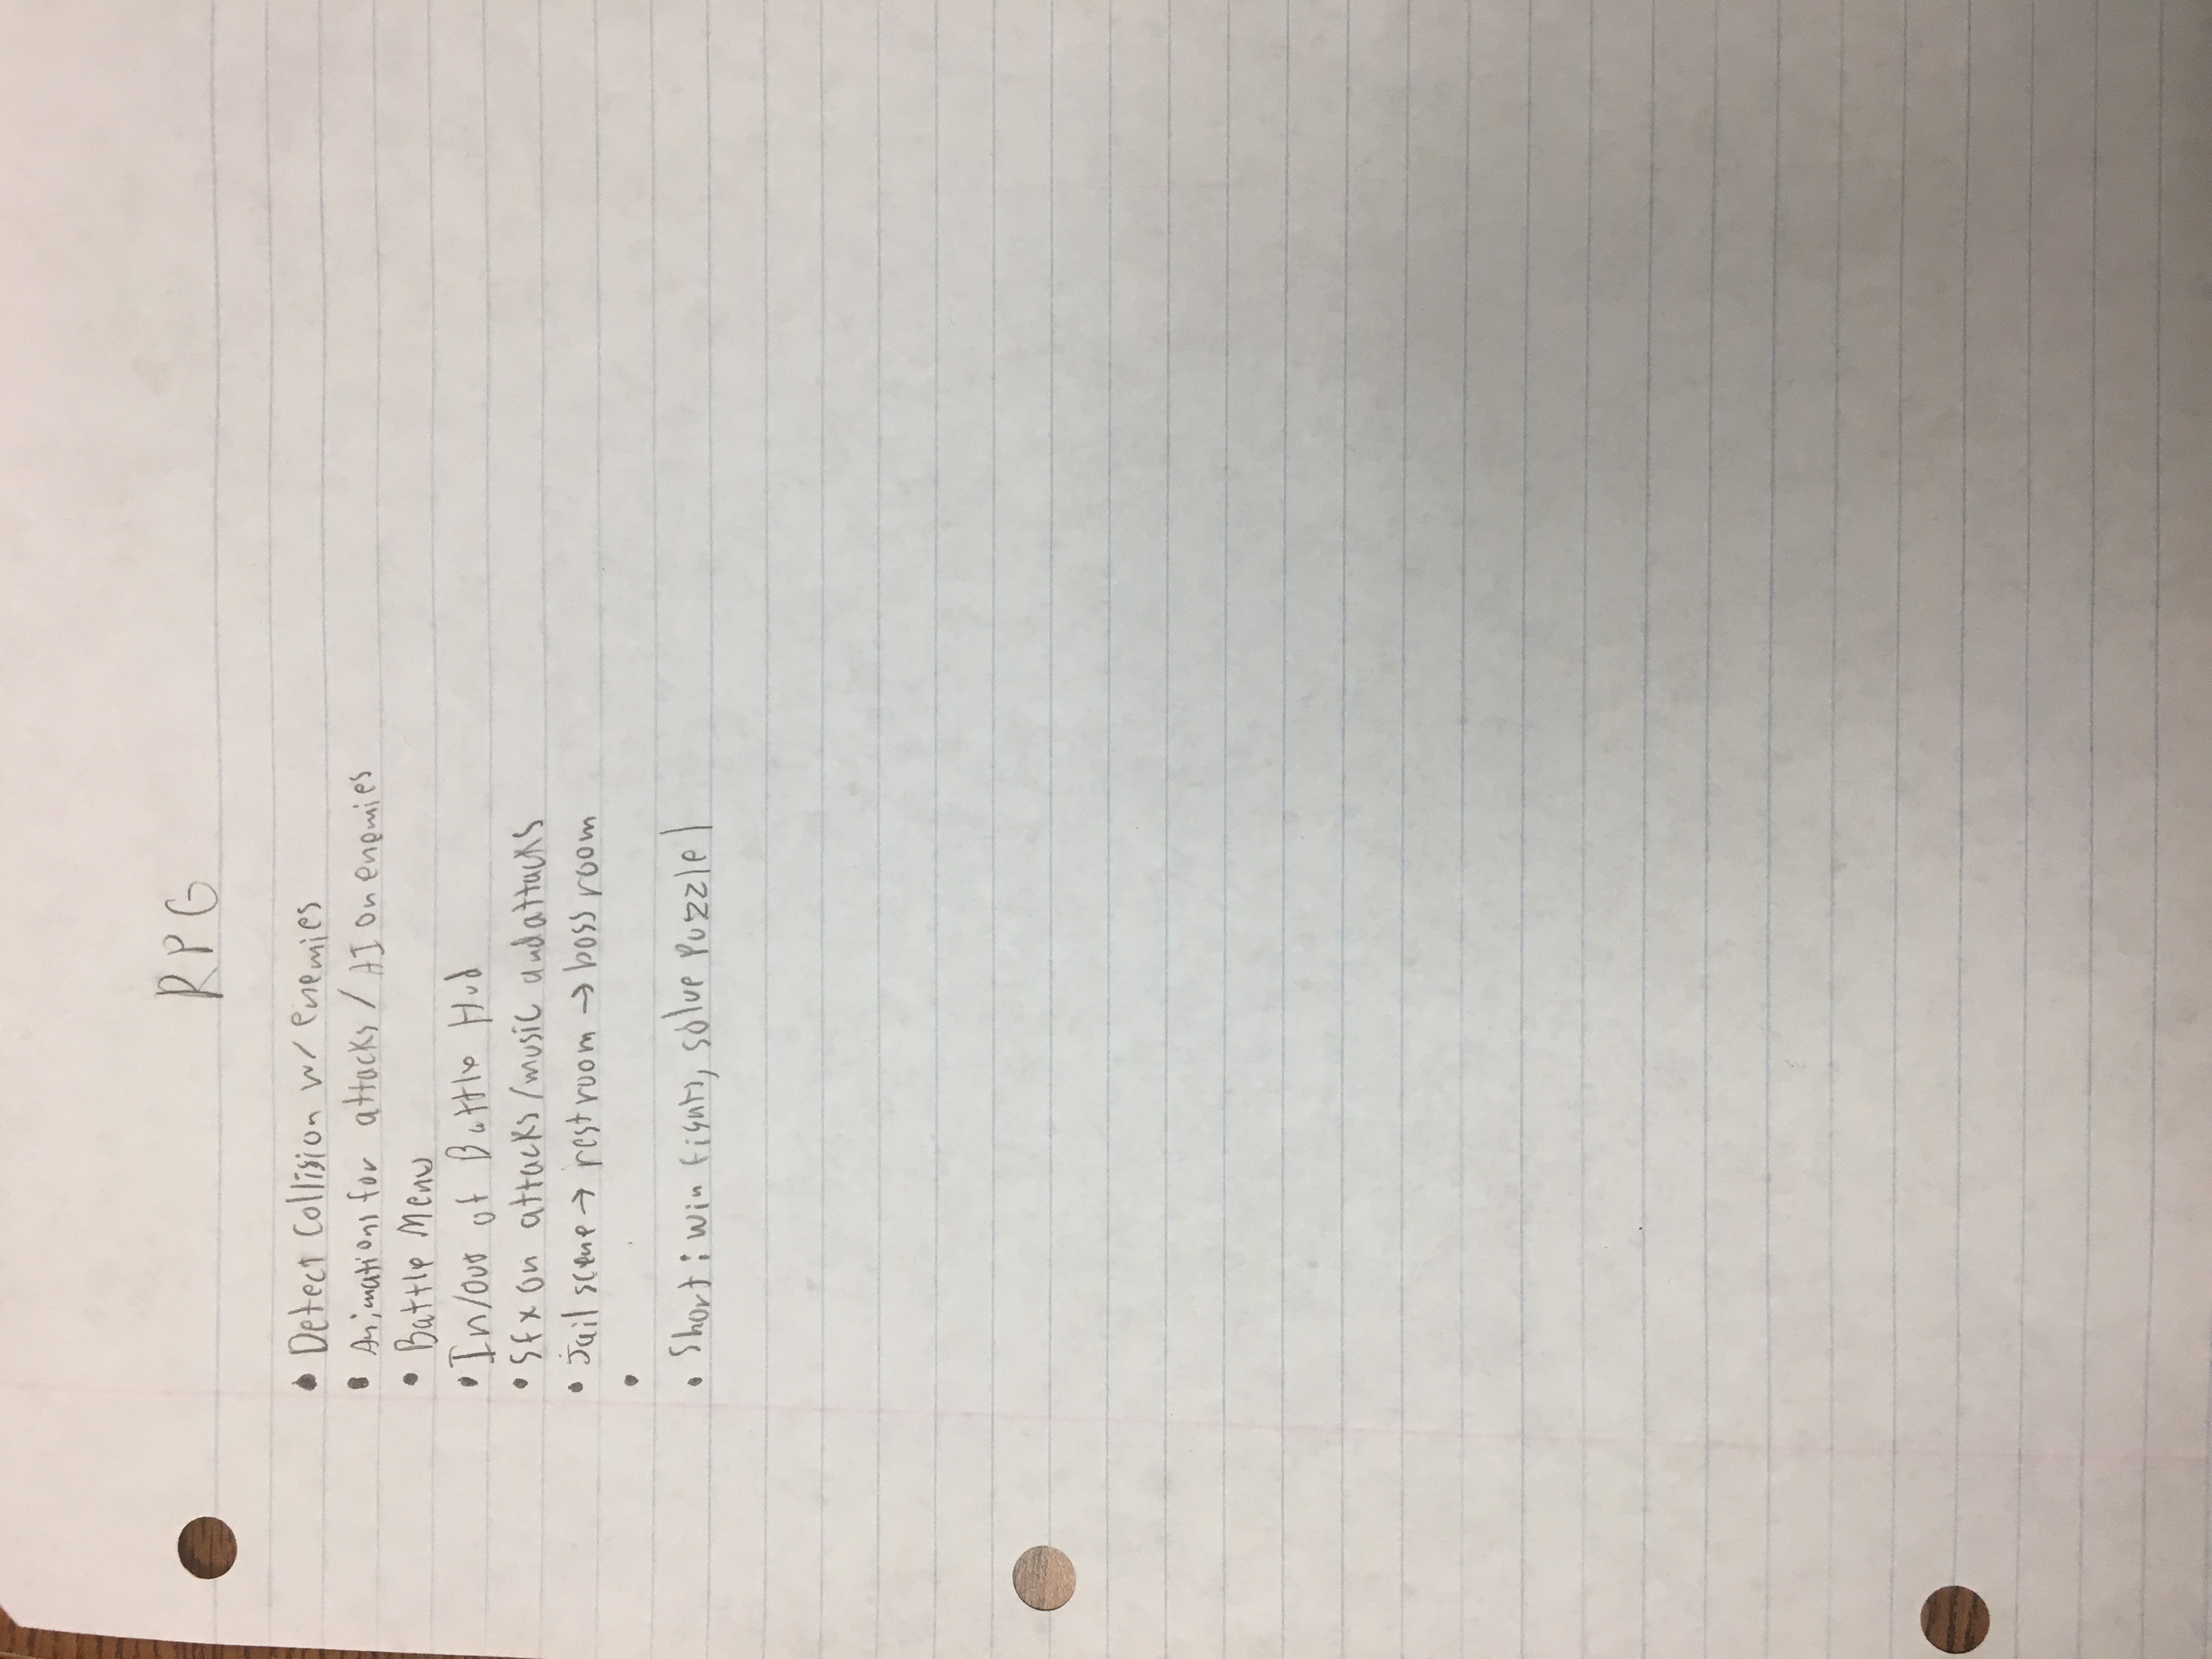 RPG
• Detect Collision w/ enemies
• Animations for attacks / AI on enemies
• Battle Menu
• In/Out of Battle Hud
• Sfx on attacks/music and attacks
• Jail scene → rest room → boss room
•
• Short: win fights, solve Puzzle 1